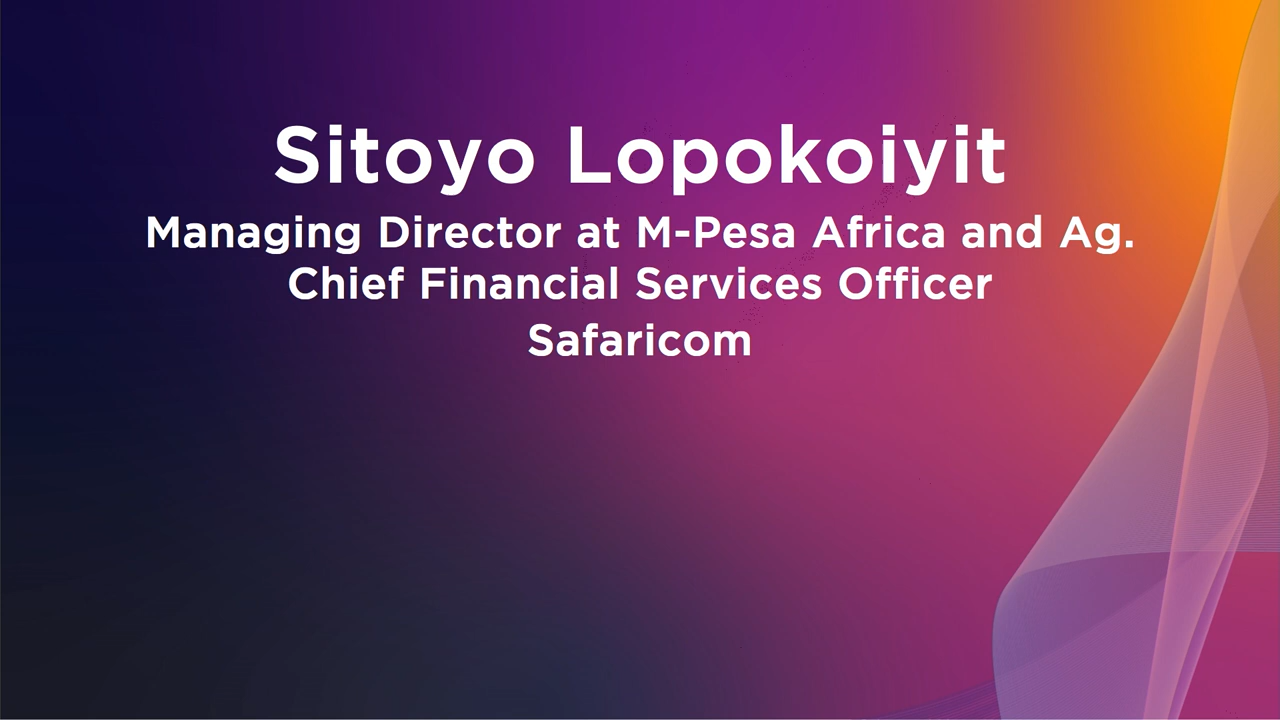 Sitoyo Lopokoiyit
Managing Director at M-Pesa Africa and Ag.
Chief Financial Services Officer
Safaricom